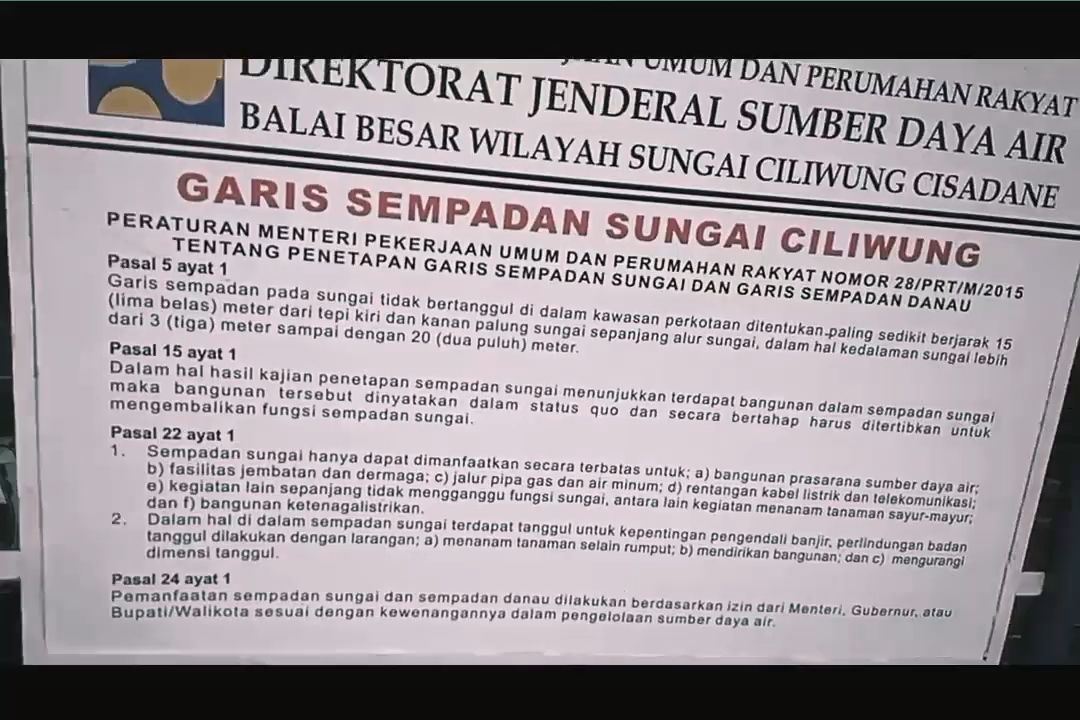 UMUM DAN PERUMAHAN RAKYAT
DIREKTORAT JENDERAL SUMBER DAYA AIR
BALAI BESAR WILAYAH SUNGAI CILIWUNG CISADANE
GARIS SEMPADAN SUNGAI CILIWUNG
PERATURAN MENTERI PEKERJAAN UMUM DAN PERUMAHAN RAKYAT NOMOR 28/PRT/M/2015
TENTANG PENETAPAN GARIS SEMPADAN SUNGAI DAN GARIS SEMPADAN DANAU
Pasal 5 ayat 1
Garis sempadan pada sungai tidak bertanggul di dalam kawasan perkotaan ditentukan paling sedikit berjarak 15
(lima belas) meter dari tepi kiri dan kanan palung sungai sepanjang alur sungai, dalam hal kedalaman sungai lebih
dari 3 (tiga) meter sampai dengan 20 (dua puluh) meter.
Pasal 15 ayat 1
Dalam hal hasil kajian penetapan sempadan sungai menunjukkan terdapat bangunan dalam sempadan sungai
maka bangunan tersebut dinyatakan dalam status quo dan secara bertahap harus ditertibkan untuk
mengembalikan fungsi sempadan sungai.
Pasal 22 ayat 1
1. Sempadan sungai hanya dapat dimanfaatkan secara terbatas untuk; a) bangunan prasarana sumber daya air;
b) fasilitas jembatan dan dermaga; c) jalur pipa gas dan air minum; d) rentangan kabel listrik dan telekomunikasi;
e) kegiatan lain sepanjang tidak mengganggu fungsi sungai, antara lain kegiatan menanam tanaman sayur-mayur;
dan f) bangunan ketenagalistrikan.
2. Dalam hal di dalam sempadan sungai terdapat tanggul untuk kepentingan pengendali banjir, perlindungan badan
tanggul dilakukan dengan larangan; a) menanam tanaman selain rumput; b) mendirikan bangunan; dan c) mengurangi
dimensi tanggul.
Pasal 24 ayat 1
Pemanfaatan sempadan sungai dan sempadan danau dilakukan berdasarkan izin dari Menteri, Gubernur, atau
Bupati/Walikota sesuai dengan kewenangannya dalam pengelolaan sumber daya air.